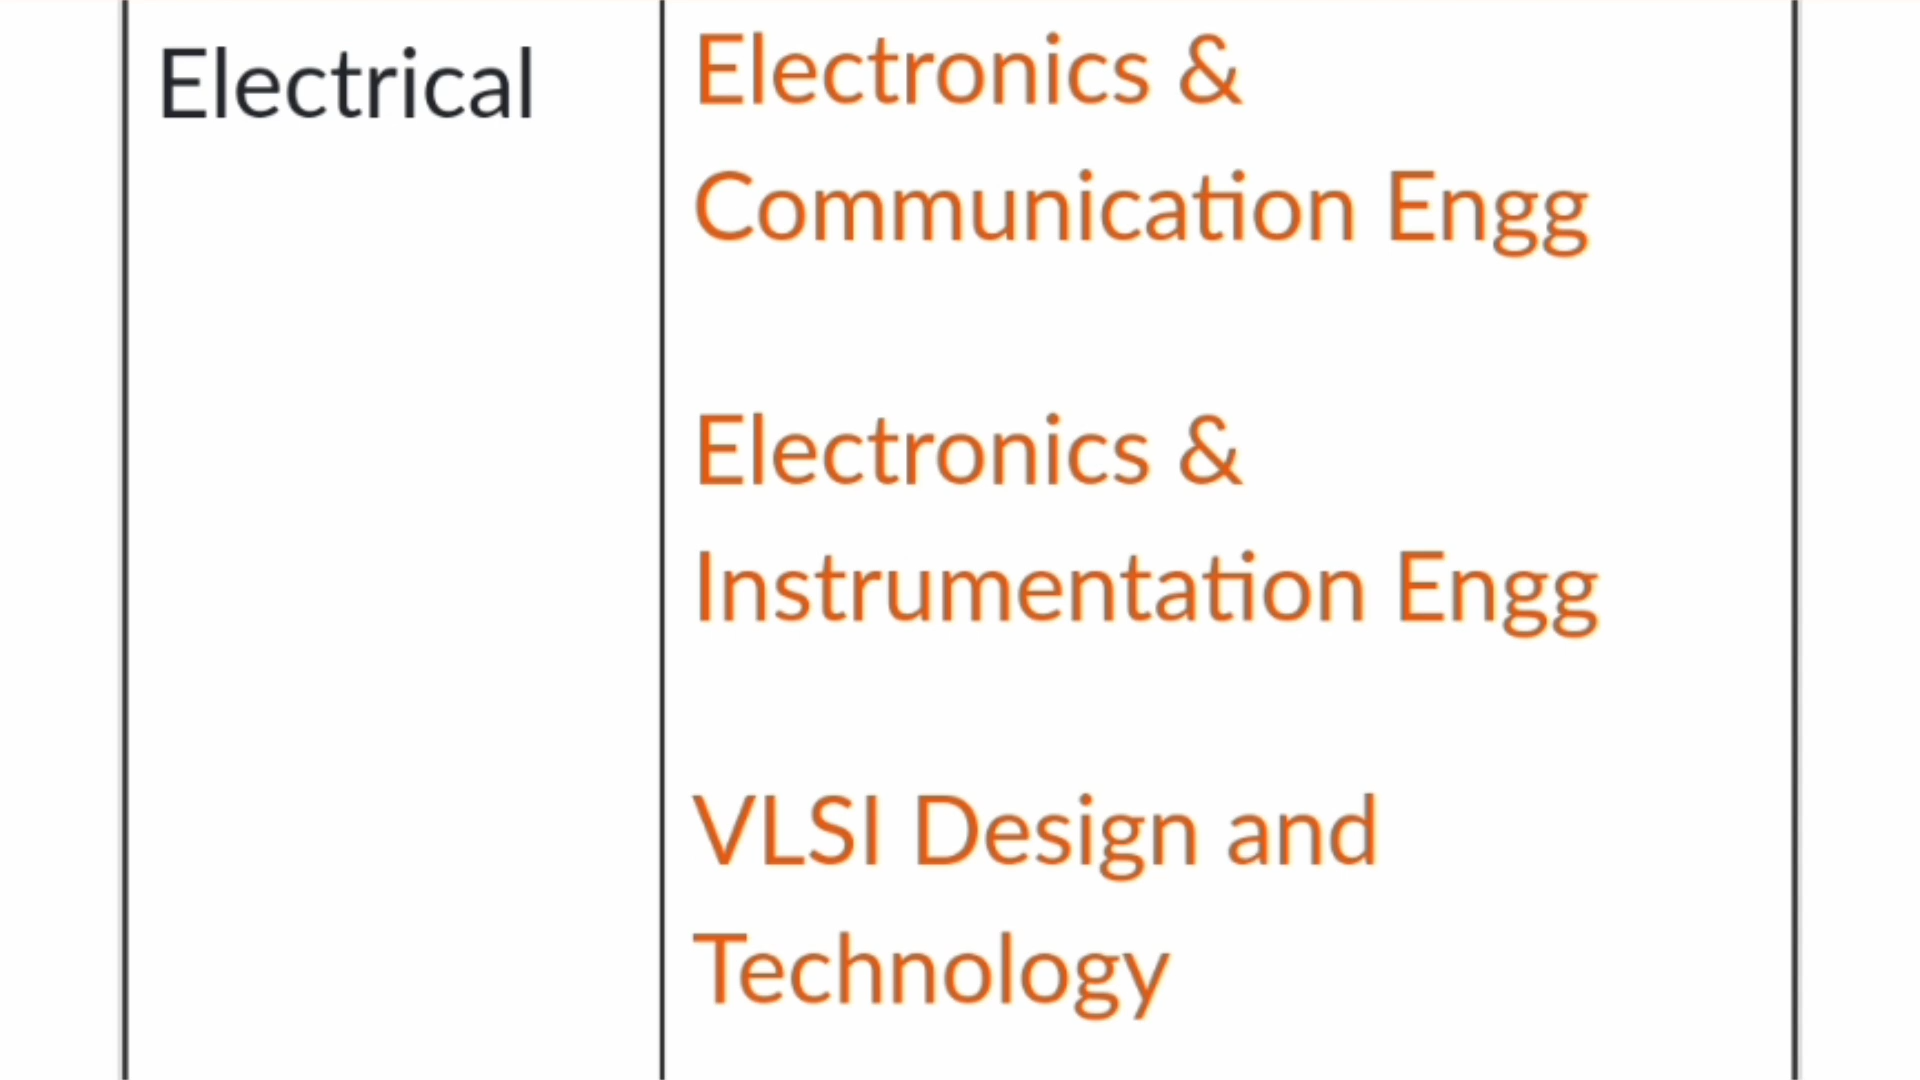 Electrical
Electronics &
Communication Engg
Electronics &
Instrumentation Engg
VLSI Design and
Technology